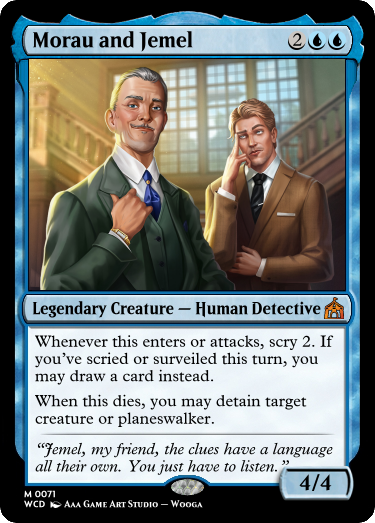 Morau and Jemel 2
Legendary Creature — Human Detective
Whenever this enters or attacks, scry 2. If
you've scried or surveiled this turn, you
may draw a card instead.
When this dies, you may detain target
creature or planeswalker.
“Jemel, my friend, the clues have a language
all their own. You just have to listen.”
4/4
M 0071
WCD Aaa Game Art Studio – Wooga